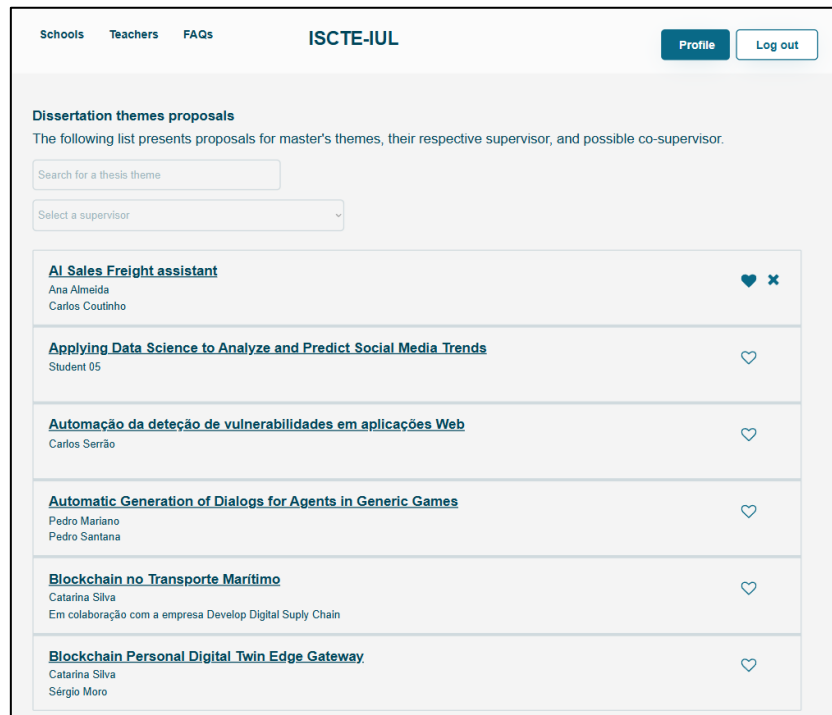 Schools Teachers FAQs ISCTE-IUL Profile Log out
Dissertation themes proposals
The following list presents proposals for master's themes, their respective supervisor, and possible co-supervisor.
Search for a thesis theme
Select a supervisor
AI Sales Freight assistant
Ana Almeida
Carlos Coutinho
Applying Data Science to Analyze and Predict Social Media Trends
Student 05
Automação da deteção de vulnerabilidades em aplicações Web
Carlos Serrão
Automatic Generation of Dialogs for Agents in Generic Games
Pedro Mariano
Pedro Santana
Blockchain no Transporte Marítimo
Catarina Silva
Em colaboração com a empresa Develop Digital Suply Chain
Blockchain Personal Digital Twin Edge Gateway
Catarina Silva
Sérgio Moro